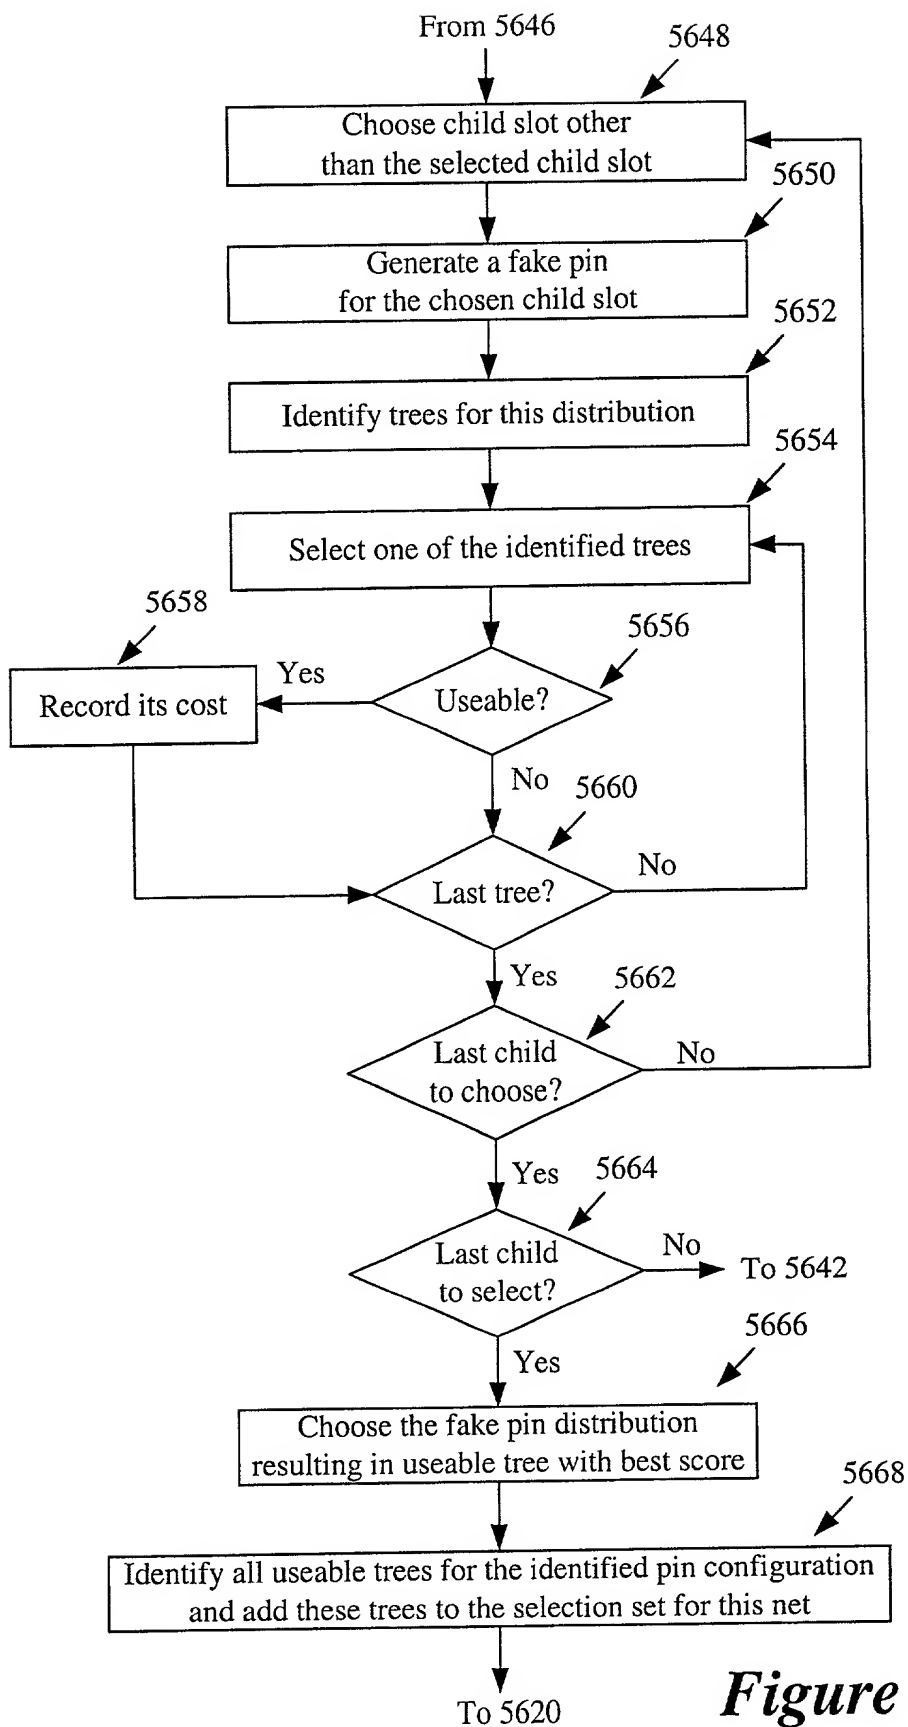 From 5646
5648
Choose child slot other
than the selected child slot
5650
Generate a fake pin
for the chosen child slot
5652
Identify trees for this distribution
5654
Select one of the identified trees
5658
5656
Yes
Useable?
Record its cost
No
5660
No
Last tree?
Yes
5662
Last child
to choose?
No
Yes
5664
Last child
to select?
No
To 5642
5666
Yes
Choose the fake pin distribution
resulting in useable tree with best score
5668
Identify all useable trees for the identified pin configuration
and add these trees to the selection set for this net
To 5620
Figure